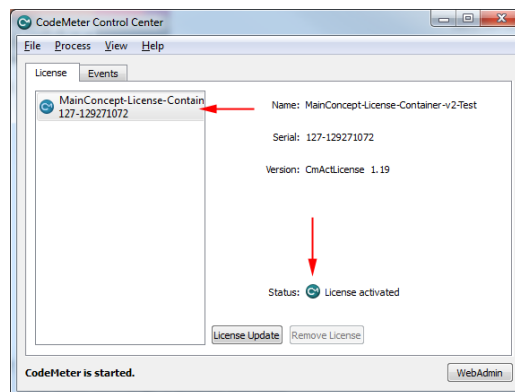 CodeMeter Control Center
File Process View Help
License Events
MainConcept-License-Contain
127-129271072
Name: MainConcept-License-Container-v2-Test
Serial: 127-129271072
Version: CmActLicense 1.19
Status: License activated
License Update Remove License
CodeMeter is started. WebAdmin